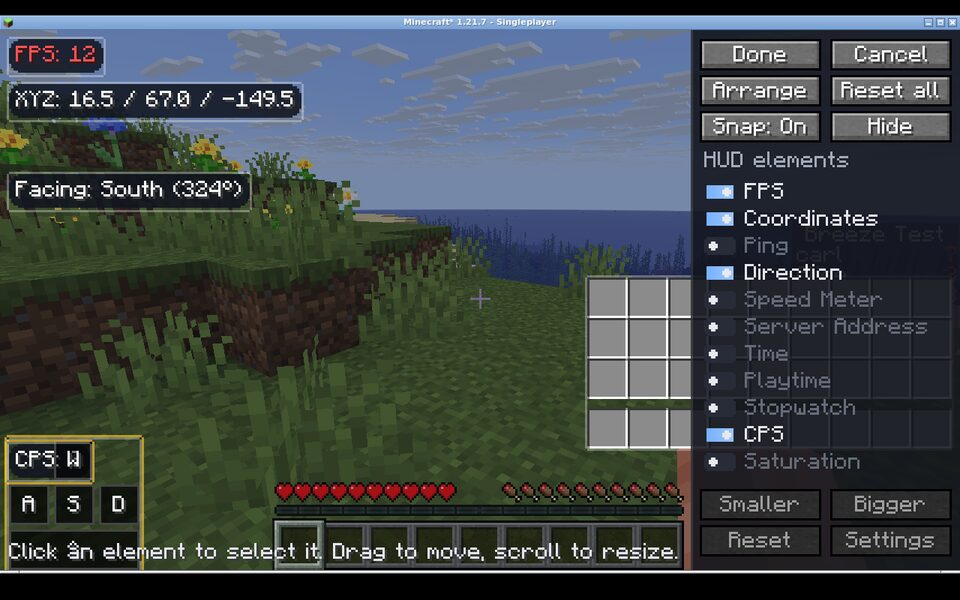 Minecraft* 1.21.7 - Singleplayer
FPS: 12
XYZ: 16.5 / 67.0 / -149.5
Facing: South (324°)
Done
Cancel
Arrange
Reset all
Snap: On
Hide
HUD elements
FPS
Coordinates
Ping
Breeze Test
carl
Direction
Speed Meter
Server Address
Time
Playtime
Stopwatch
CPS
Saturation
CPS W
A S D
Smaller
Bigger
Reset
Settings
Click an element to select it. Drag to move, scroll to resize.